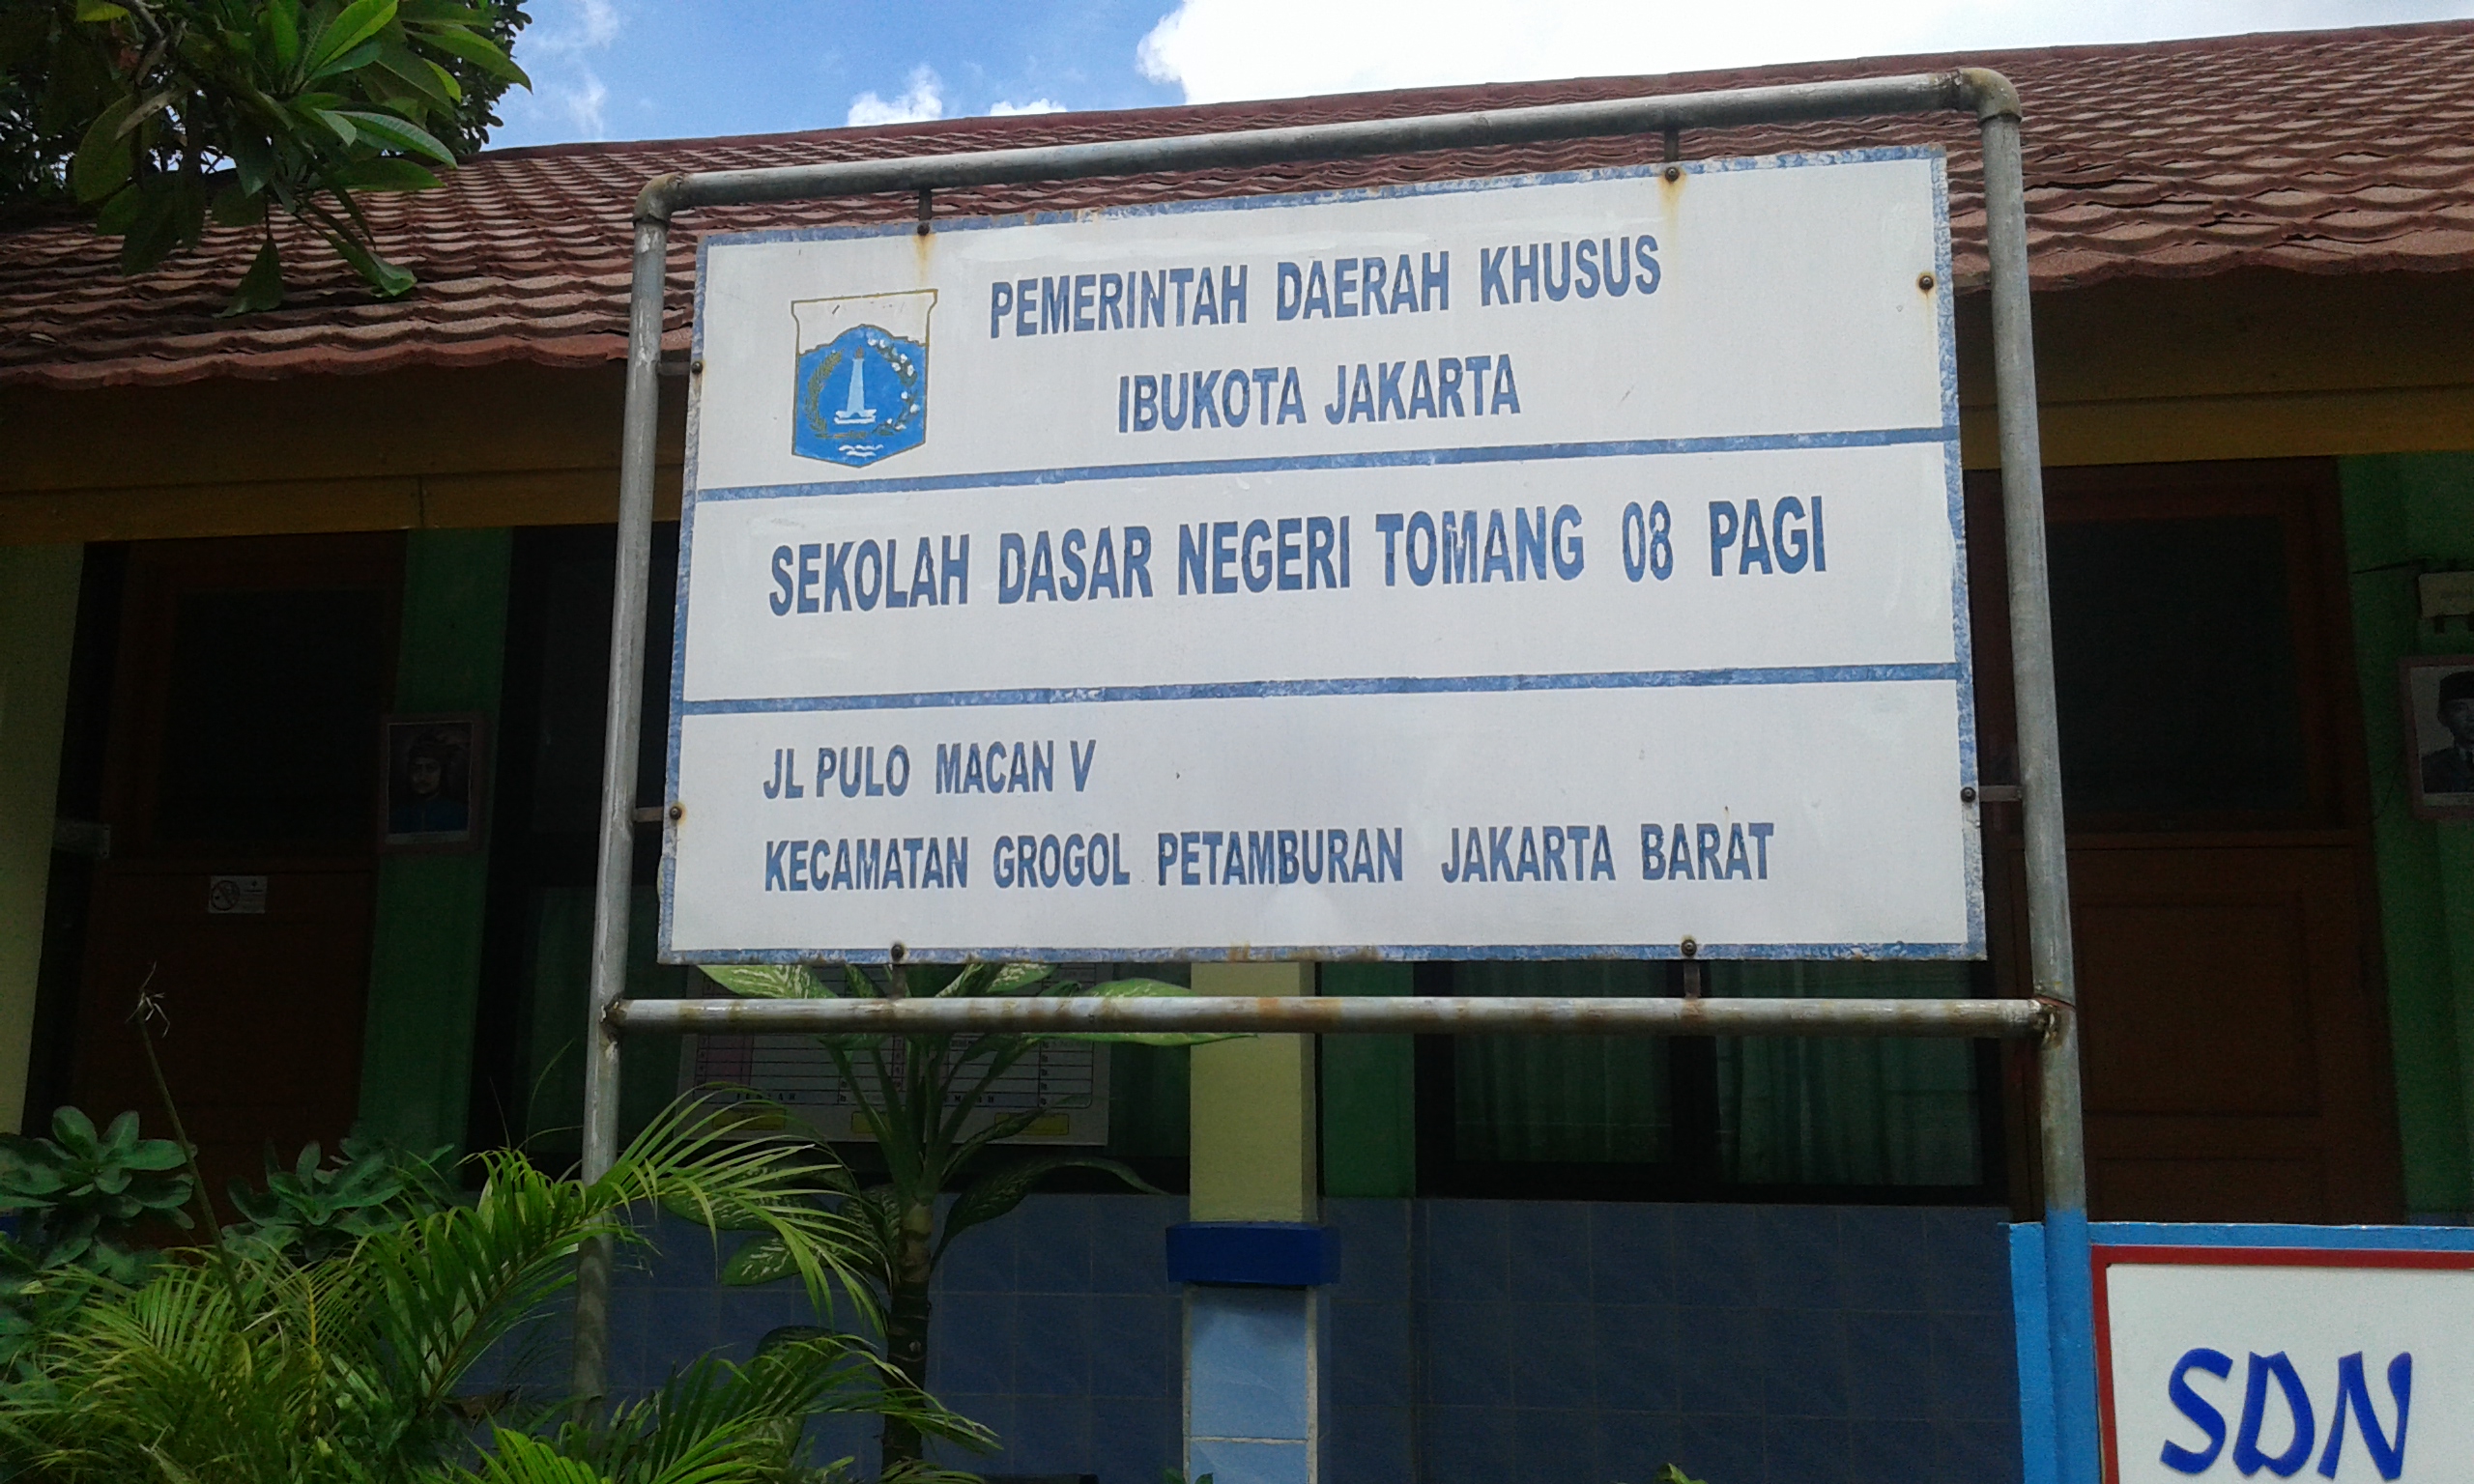 PEMERINTAH DAERAH KHUSUS
IBUKOTA JAKARTA
SEKOLAH DASAR NEGERI TOMANG 08 PAGI
JL PULO MACAN V
KECAMATAN GROGOL PETAMBURAN JAKARTA BARAT
SDN